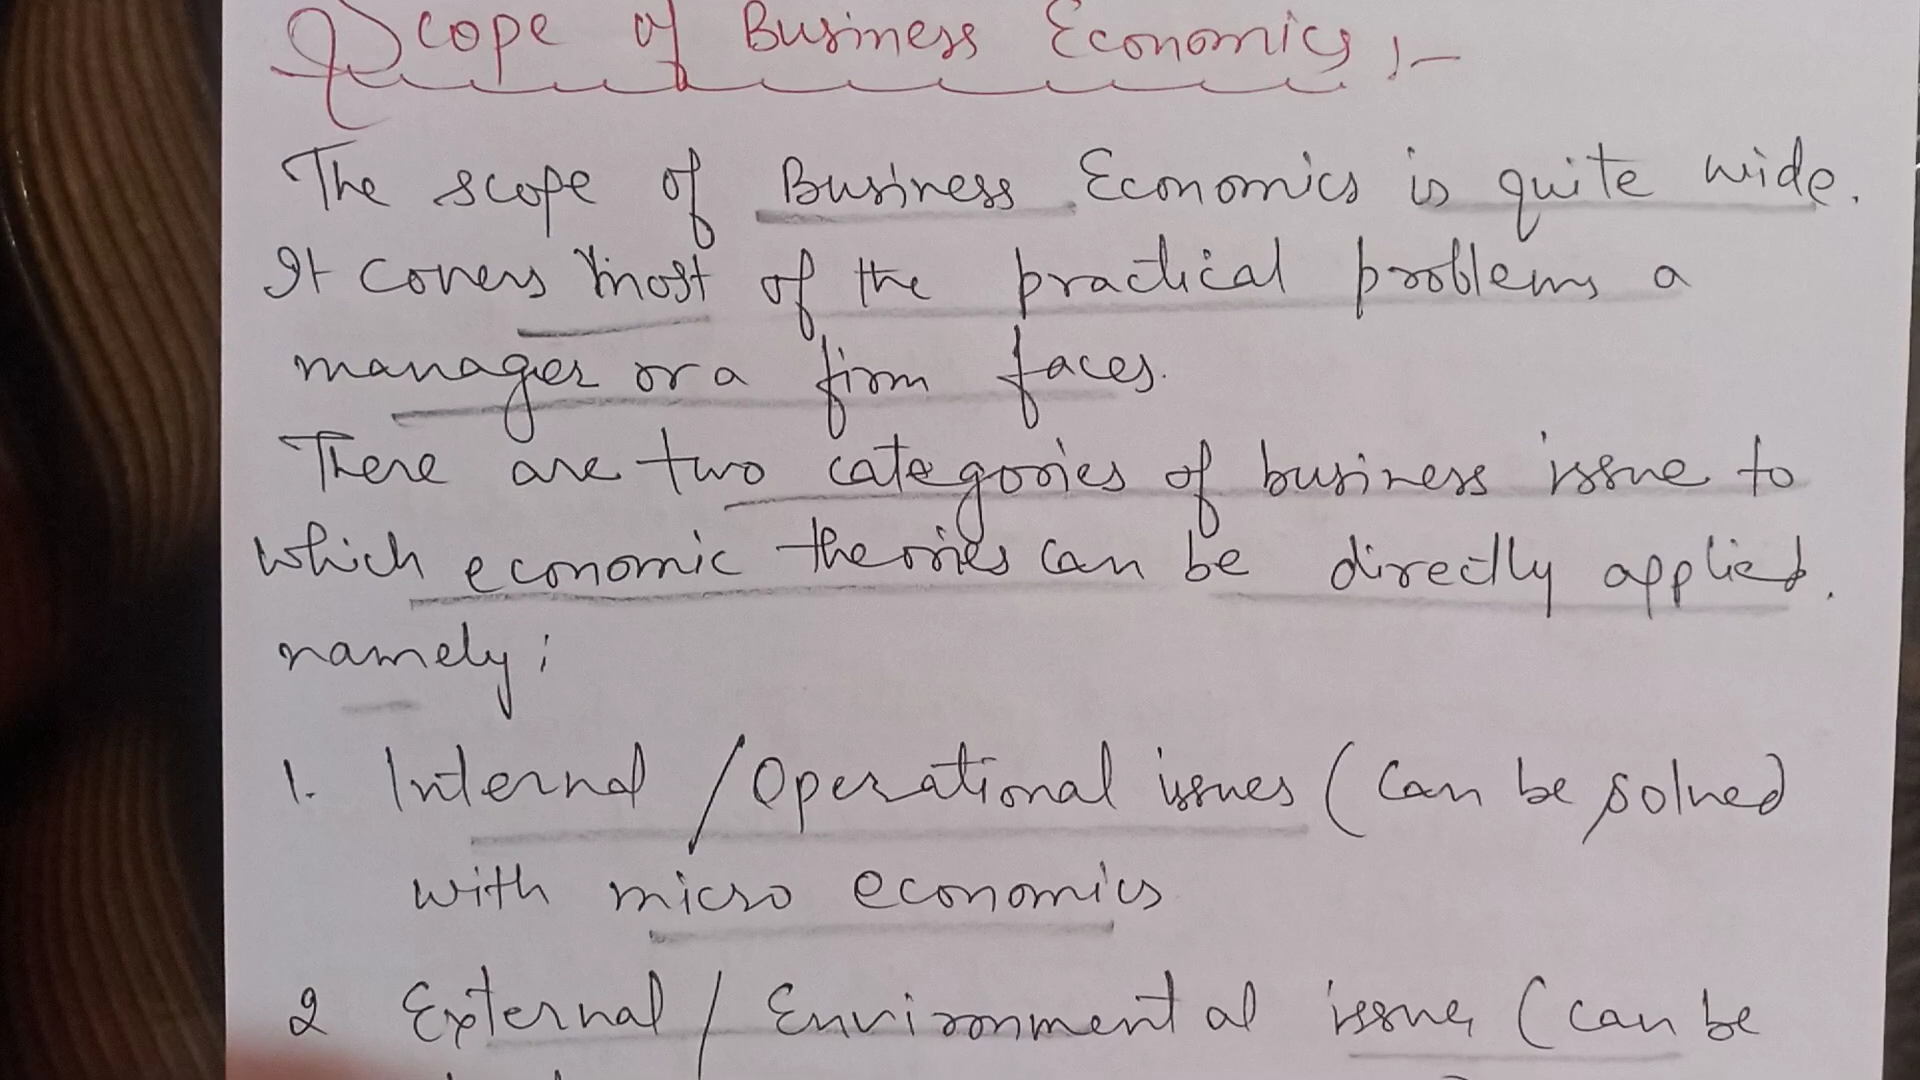 Scope of Business Economics :-
The scope of Business Economics is quite wide.
It covers most of the practical problems a
manager or a firm faces.
There are two categories of business issue to
which economic theories can be directly applied.
namely ;
1. Internal / Operational issues ( Can be solved
with micro economics
2 External / Environmental issue ( can be